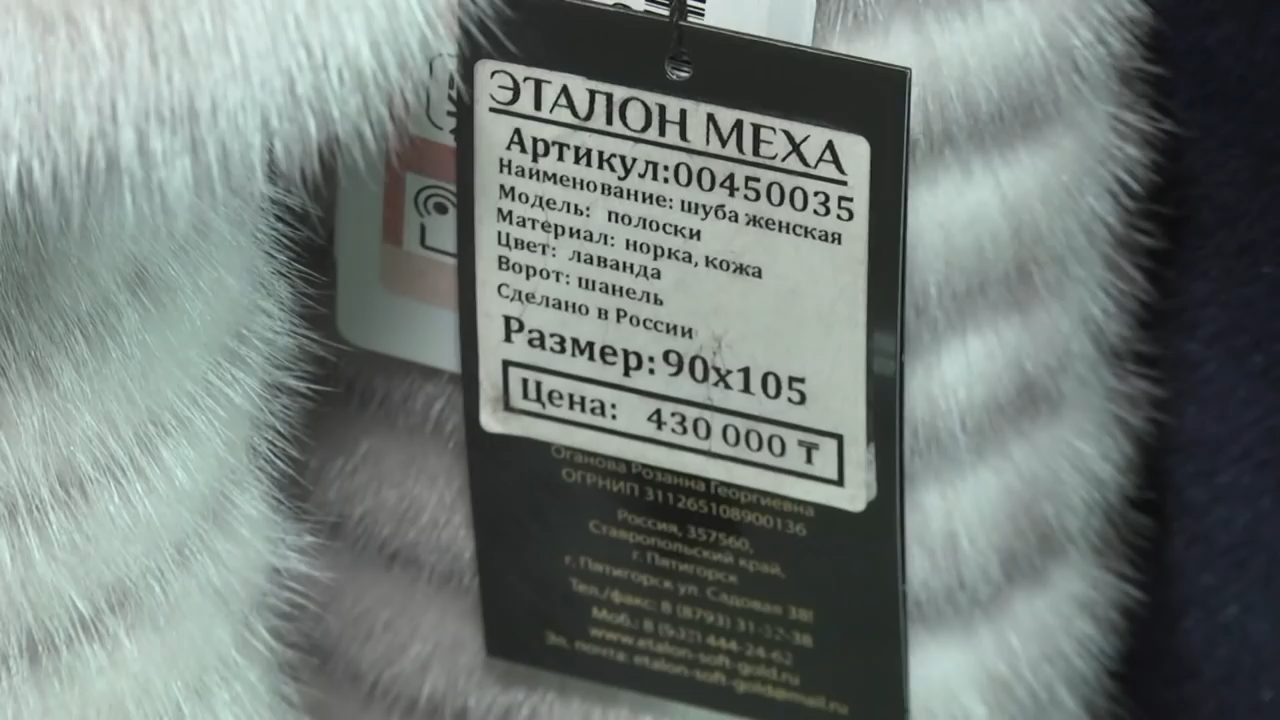 ЭТАЛОН МЕХА
Артикул:00450035
Наименование: шуба женская
Модель: полоски
Материал: норка, кожа
Цвет: лаванда
Ворот: шанель
Сделано в России
Размер:90х105
Цена: 430 000 ₸
Оганова Розанна Георгиевна
ОГРНИП 311265108900136
Россия, 357560,
Ставропольский край,
г. Пятигорск
г. Пятигорск ул. Садовая 38!
Тел./факс: 8 (8793) 31-32-38
Моб.: 8 444-24-62
www.etalon-soft-gold.ru
Эл. почта: etalon-soft-gold@mail.ru